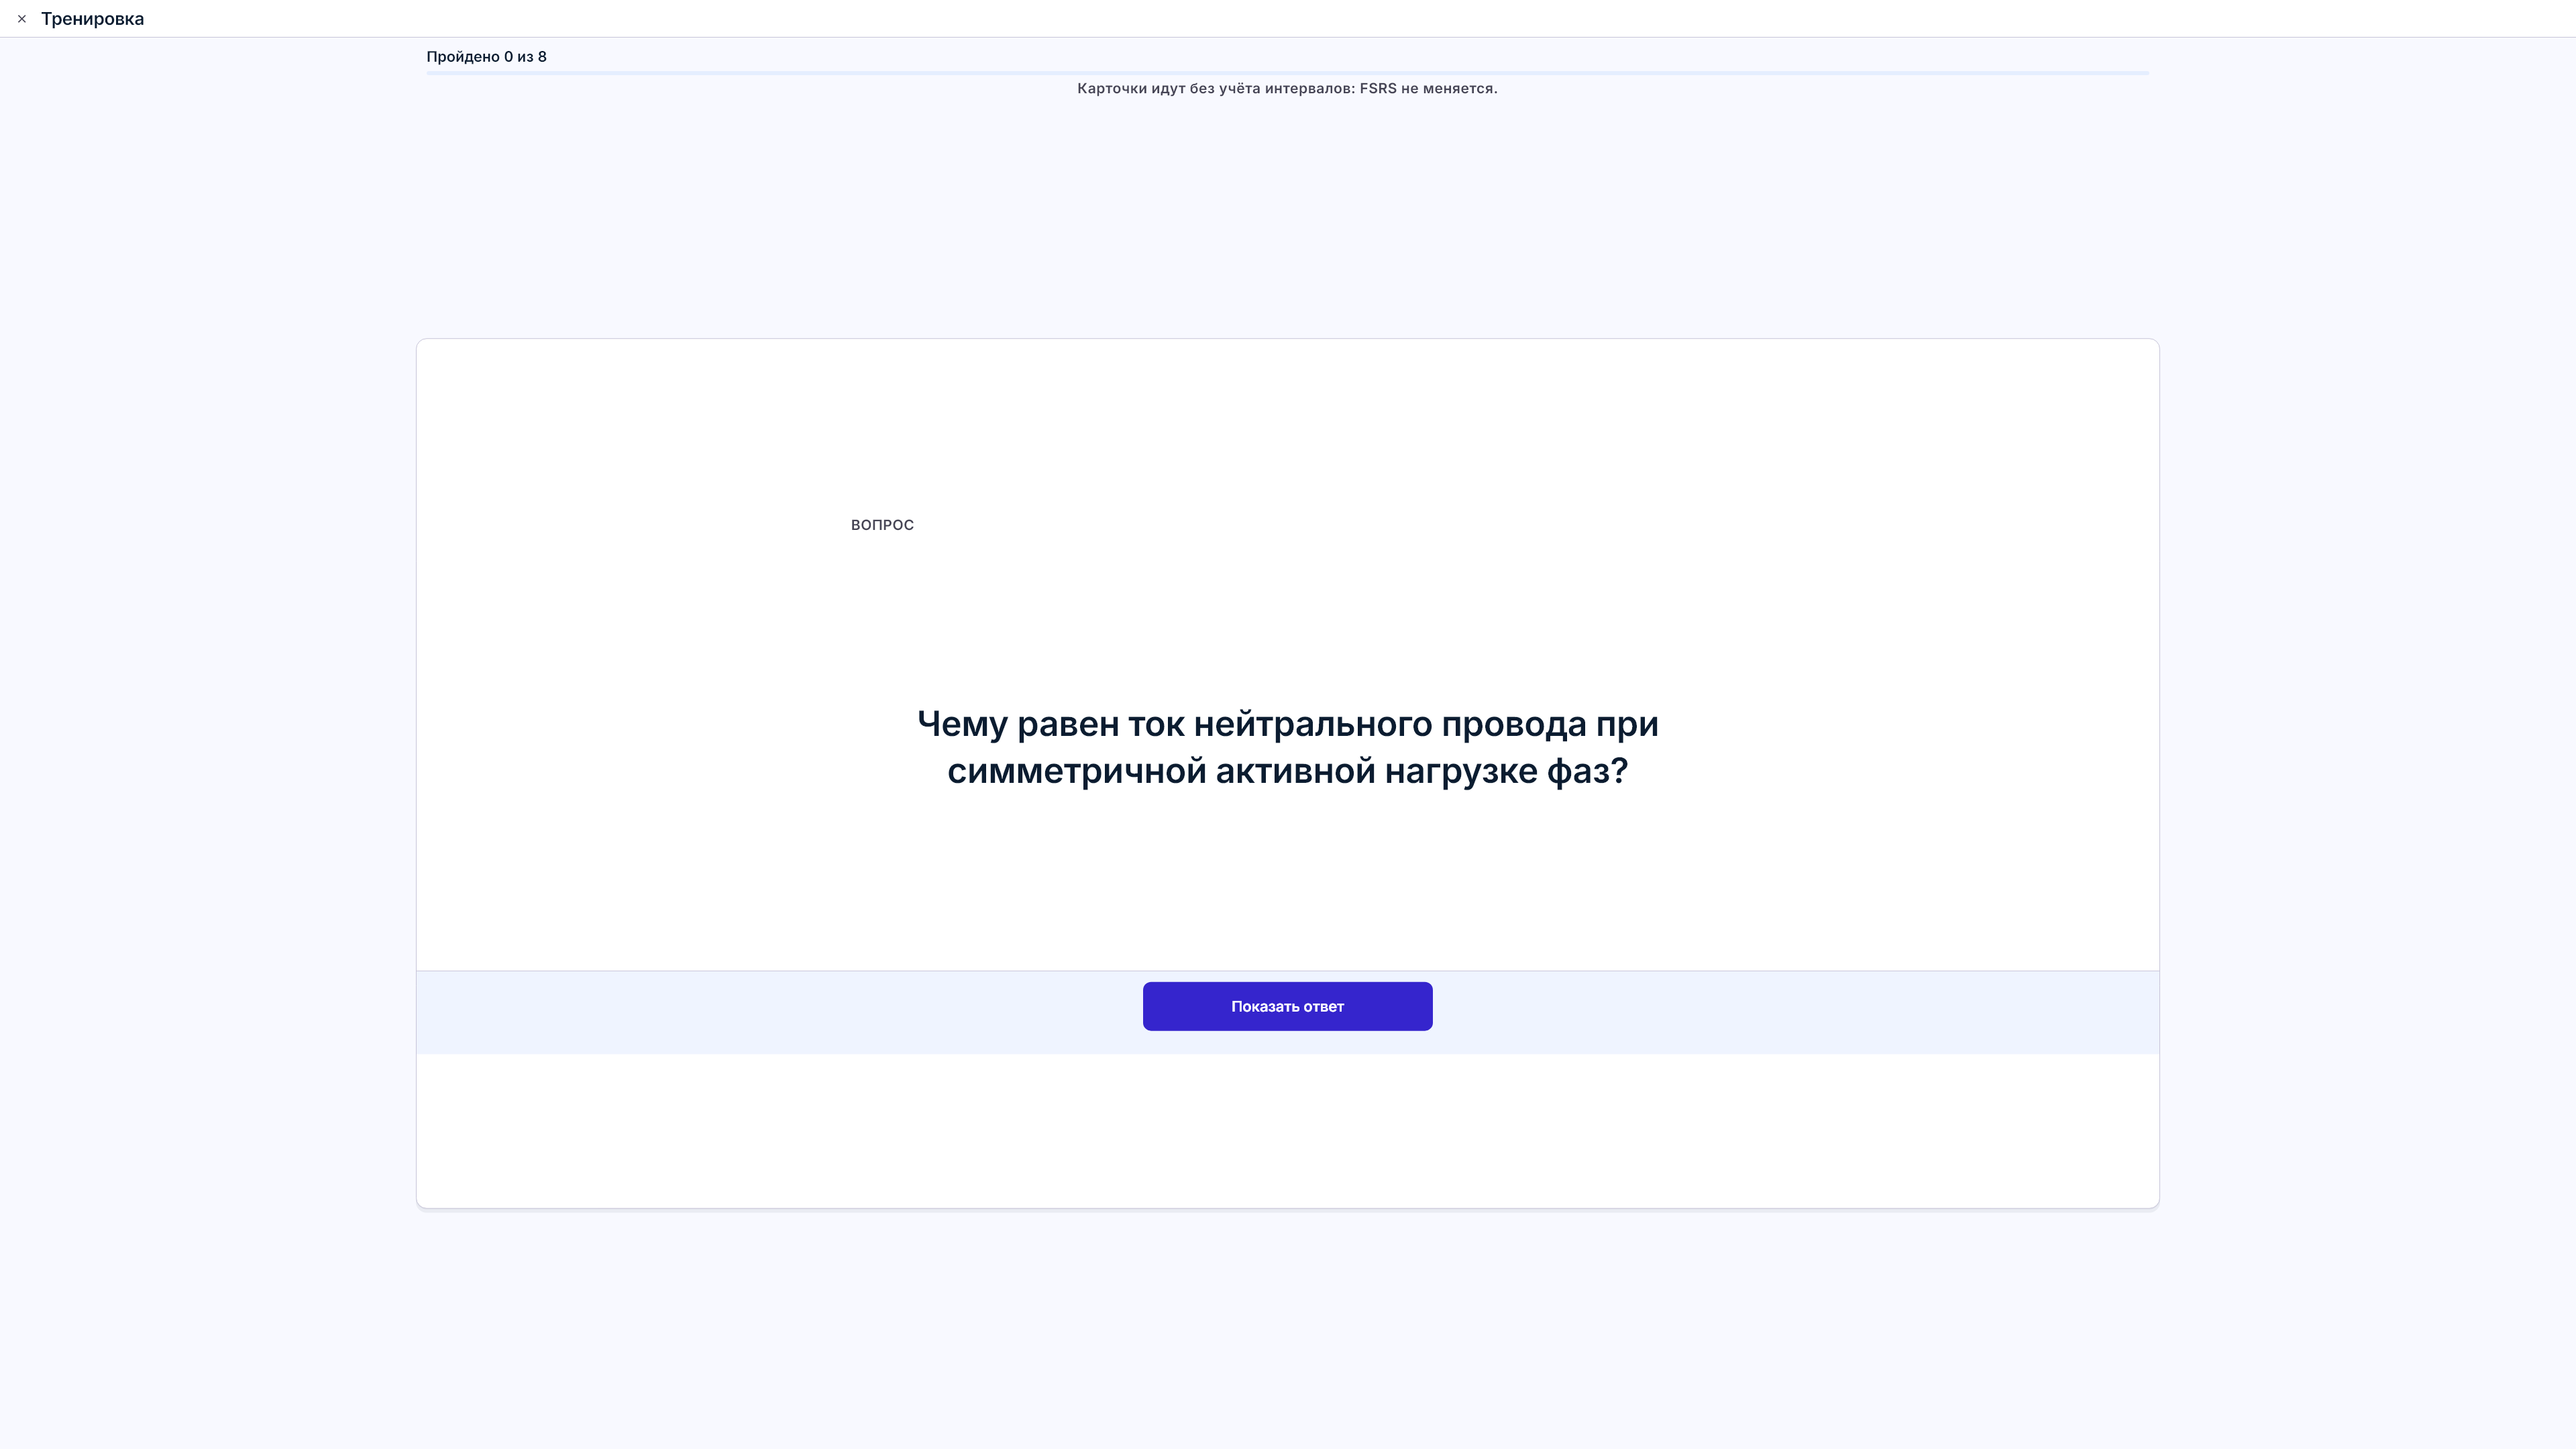 Тренировка
Пройдено 0 из 8
Карточки идут без учёта интервалов: FSRS не меняется.
ВОПРОС
Чему равен ток нейтрального провода при
симметричной активной нагрузке фаз?
Показать ответ